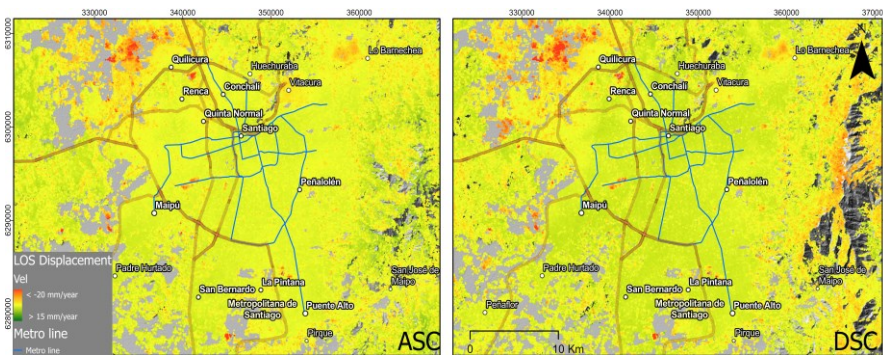 330000
340000
350000
360000
330000
340000
350000
360000
37000
6310000
6300000
6290000
6280000
Lo Barnechea
Quilicura
Huechuraba
Vitacura
Renca
Conchalí
Quinta Normal
Santiago
Peñalolén
Maipú
LOS Displacement
Vel
< -20 mm/year
> 15 mm/year
Metro line
Metro line
Padre Hurtado
San José de
Maipo
San Bernardo
La Pintana
Metropolitana de
Santiago
Puente Alto
Pirque
ASC
Lo Barnechea
Quilicura
Huechuraba
Vitacura
Renca
Conchalí
Quinta Normal
Santiago
Peñalolén
Maipú
Padre Hurtado
San José de
Maipo
San Bernardo
La Pintana
Peñaflor
Metropolitana de
Santiago
Puente Alto
Pirque
0
10 Km
DSC